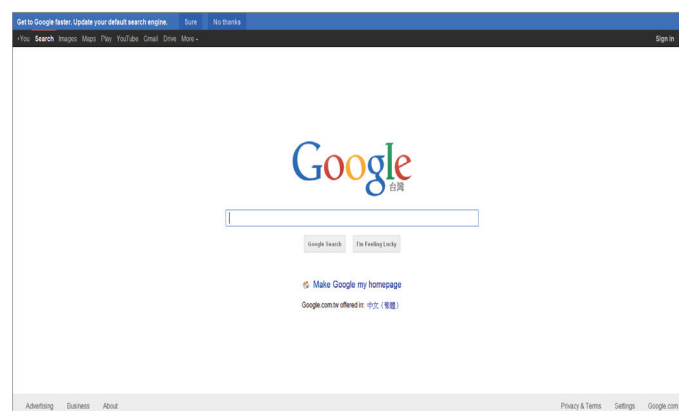 Get to Google faster. Update your default search engine. Sure No thanks
+You Search Images Maps Play YouTube Gmail Drive More Sign in
Google
台灣
Google Search I'm Feeling Lucky
Make Google my homepage
Google.com.tw offered in: 中文 (繁體)
Advertising Business About Privacy & Terms Settings Google.com